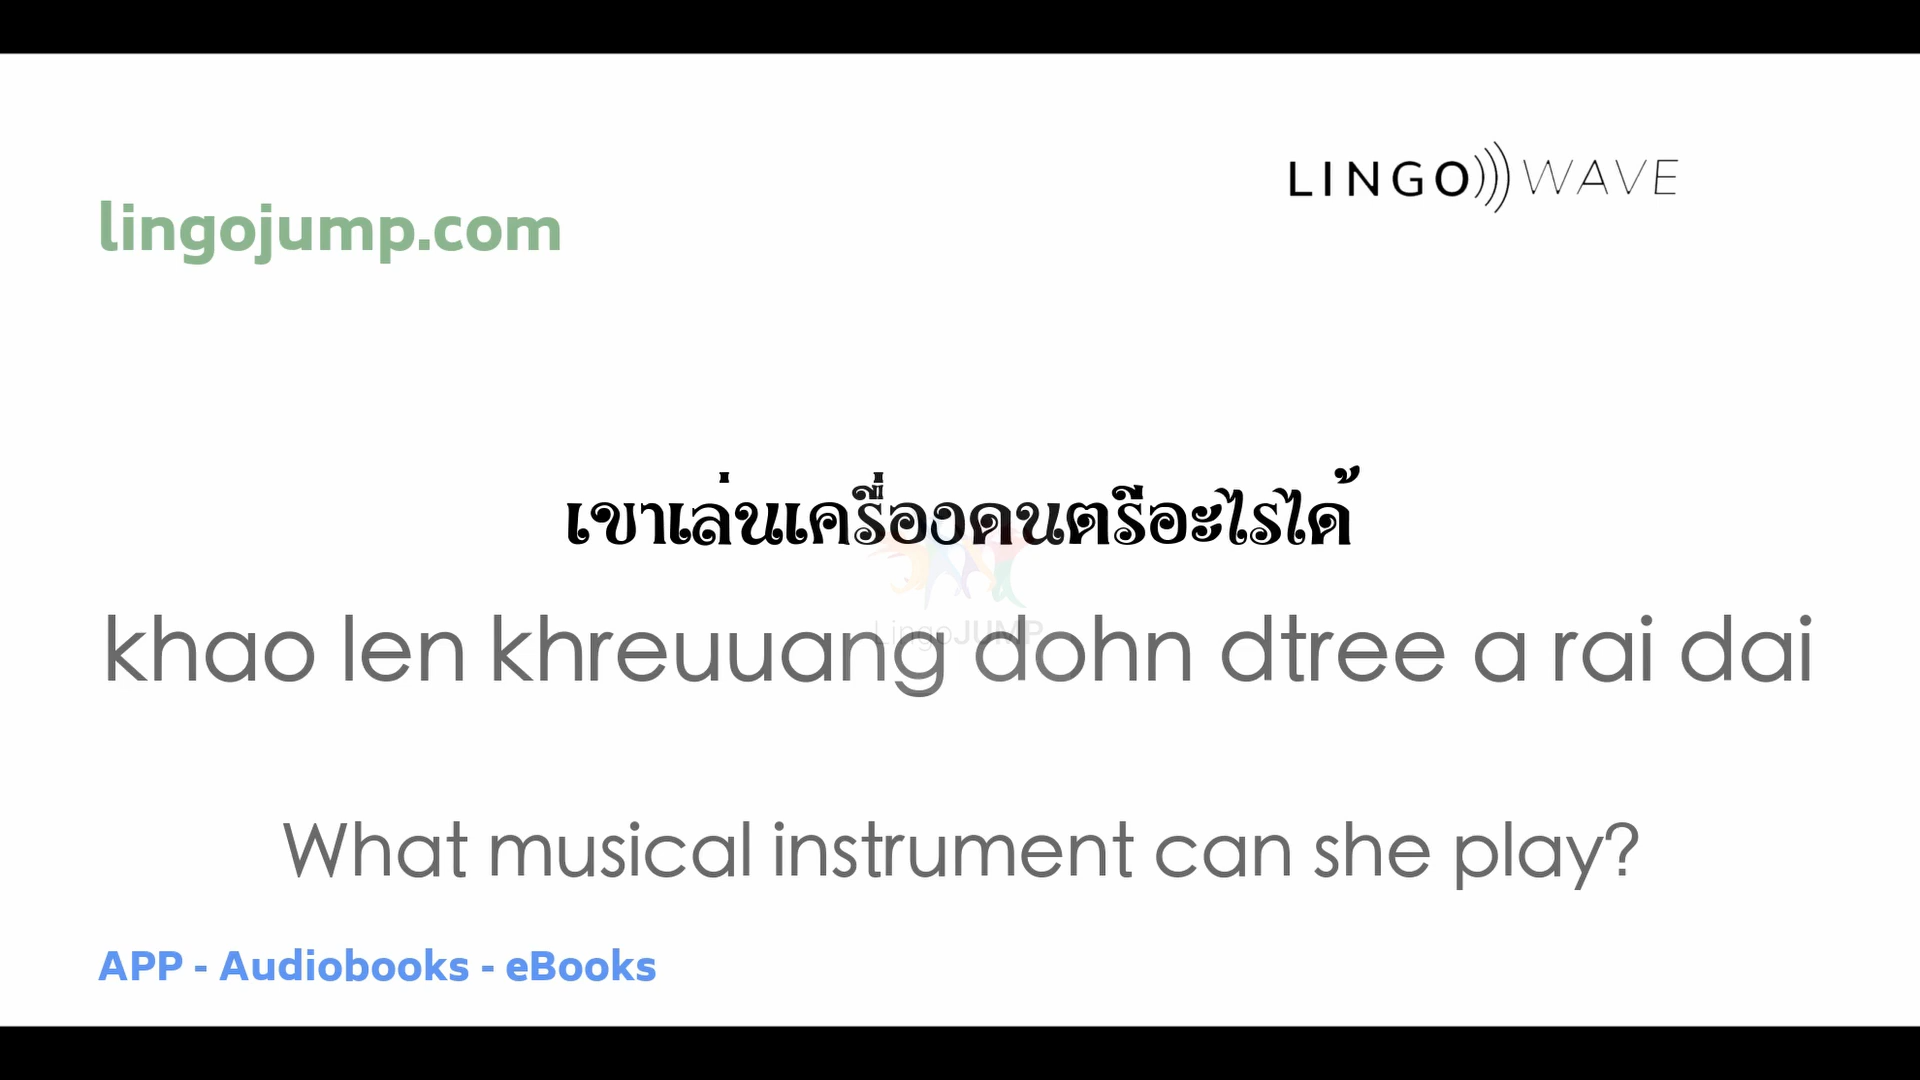 LINGO WAVE
lingojump.com
เขาเล่นเครื่องดนตรีอะไรได้
LingoJUMP
khao len khreuuang dohn dtree a rai dai
What musical instrument can she play?
APP - Audiobooks - eBooks